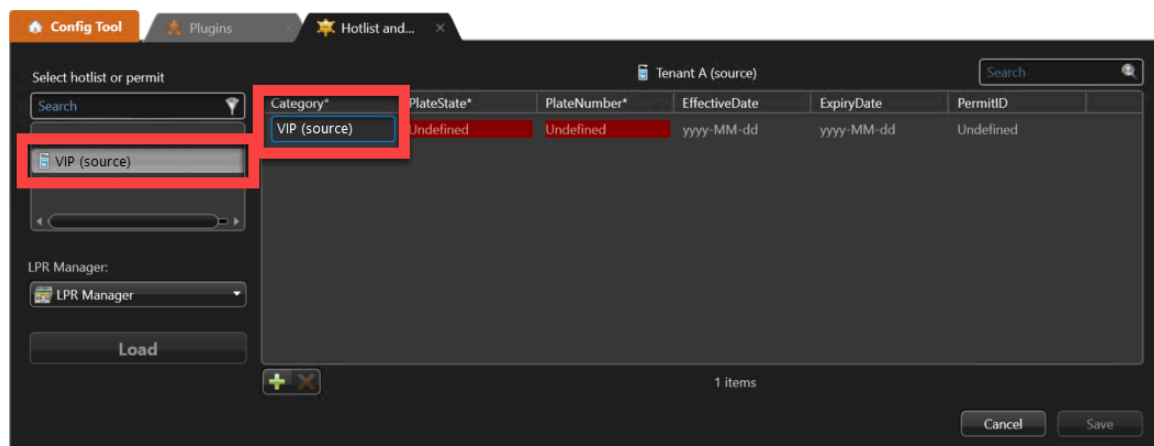 Config Tool Plugins Hotlist and...
Select hotlist or permit
Tenant A (source)
Search
Search
Category* PlateState* PlateNumber* EffectiveDate ExpiryDate PermitID
VIP (source) Undefined Undefined yyyy-MM-dd yyyy-MM-dd Undefined
VIP (source)
LPR Manager:
LPR Manager
Load
1 items
Cancel Save